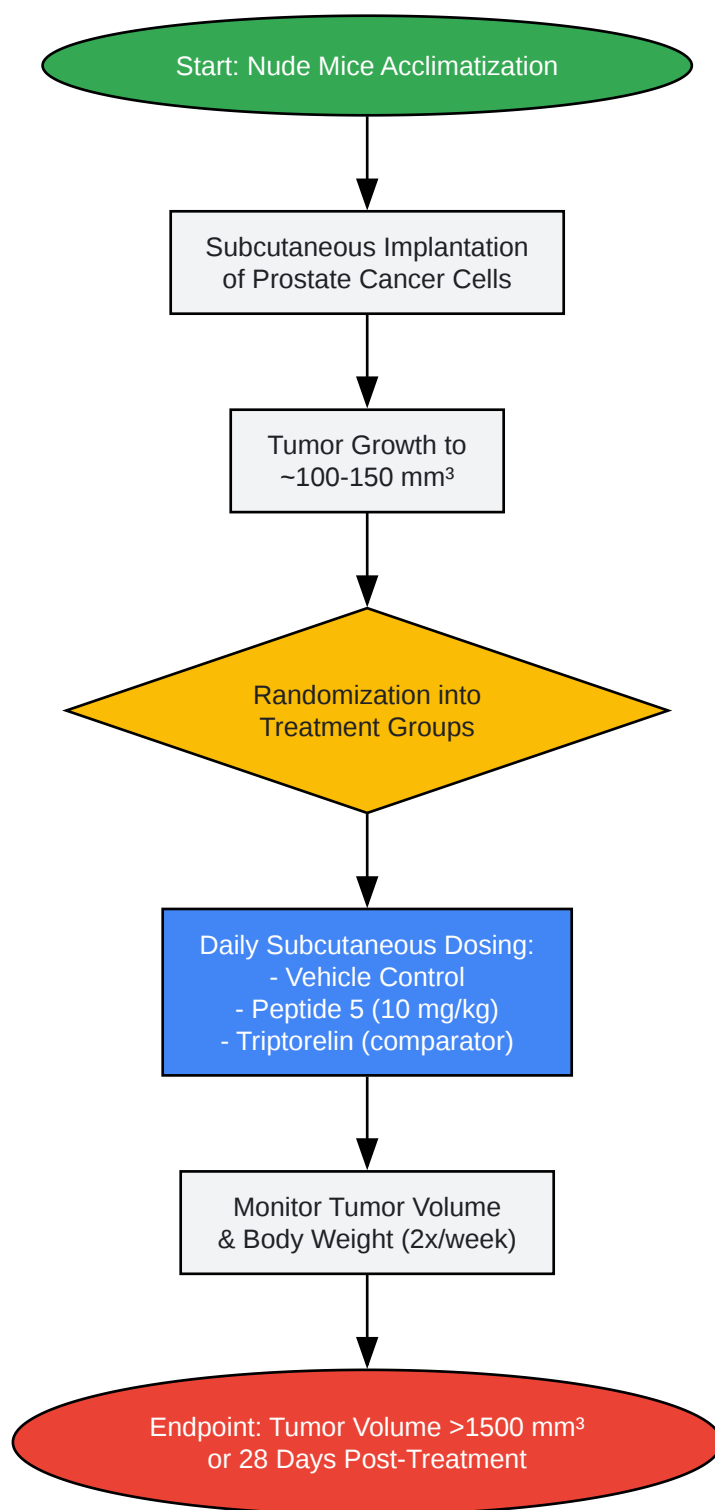 Start: Nude Mice Acclimatization
Subcutaneous Implantation
of Prostate Cancer Cells
Tumor Growth to
~100-150 mm³
Randomization into
Treatment Groups
Daily Subcutaneous Dosing:
- Vehicle Control
- Peptide 5 (10 mg/kg)
- Triptorelin (comparator)
Monitor Tumor Volume
& Body Weight (2x/week)
Endpoint: Tumor Volume >1500 mm³
or 28 Days Post-Treatment